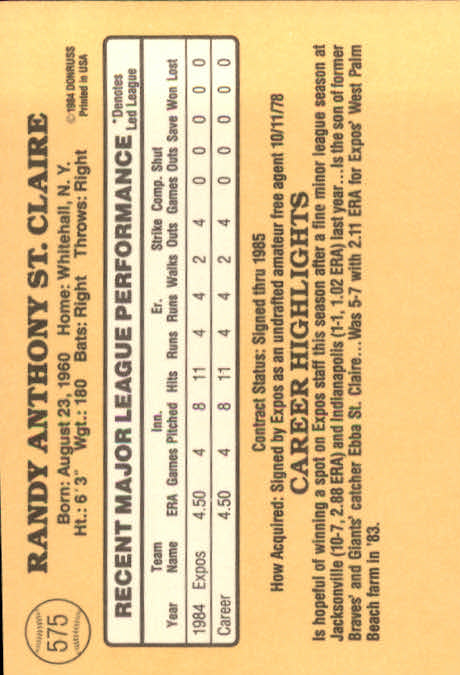 575
RANDY ANTHONY ST. CLAIRE
Born: August 23, 1960 Home: Whitehall, N. Y.
Ht.: 6' 3" Wgt.: 180 Bats: Right Throws: Right
© 1984 DONRUSS
Printed in USA
RECENT MAJOR LEAGUE PERFORMANCE
*Denotes
Led League
Team Inn. Er. Strike Comp. Shut
Year Name ERA Games Pitched Hits Runs Runs Walks Outs Games Outs Save Won Lost
1984 Expos 4.50 4 8 11 4 4 2 4 0 0 0 0 0
Career 4.50 4 8 11 4 4 2 4 0 0 0 0 0
Contract Status: Signed thru 1985
How Acquired: Signed by Expos as an undrafted amateur free agent 10/11/78
CAREER HIGHLIGHTS
Is hopeful of winning a spot on Expos staff this season after a fine minor league season at
Jacksonville (10-7, 2.88 ERA) and Indianapolis (1-1, 1.02 ERA) last year...Is the son of former
Braves' and Giants' catcher Ebba St. Claire...Was 5-7 with 2.11 ERA for Expos' West Palm
Beach farm in '83.